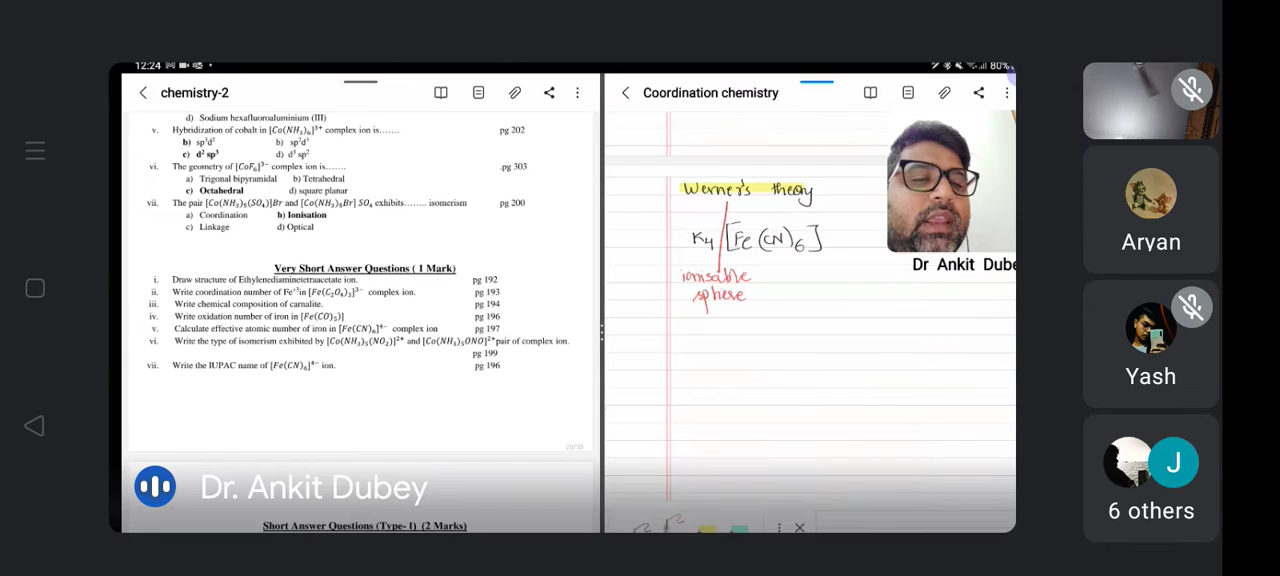 12:24
80%
chemistry-2
d) Sodium hexafluoroaluminium (III)
v. Hybridization of cobalt in [Co(NH₃)₆]³⁺ complex ion is....... pg 202
b) sp³d² b) sp²d³
c) d² sp³ d) d³ sp²
vi. The geometry of [CoF₆]³⁻ complex ion is....... .pg 303
a) Trigonal bipyramidal b) Tetrahedral
c) Octahedral d) square planar
vii. The pair [Co(NH₃)₅(SO₄)]Br and [Co(NH₃)₅Br] SO₄ exhibits........ isomerism pg 200
a) Coordination b) Ionisation
c) Linkage d) Optical
Very Short Answer Questions ( 1 Mark)
i. Draw structure of Ethylenediaminetetraacetate ion. pg 192
ii. Write coordination number of Fe⁺³in [Fe(C₂O₄)₃]³⁻ complex ion. pg 193
iii. Write chemical composition of carnalite. pg 194
iv. Write oxidation number of iron in [Fe(CO)₅)] pg 196
v. Calculate effective atomic number of iron in [Fe(CN)₆]⁴⁻ complex ion pg 197
vi. Write the type of isomerism exhibited by [Co(NH₃)₅(NO₂)]²⁺ and [Co(NH₃)₅ONO]²⁺pair of complex ion.
pg 199
vii. Write the IUPAC name of [Fe(CN)₆]⁴⁻ ion. pg 196
20/35
Short Answer Questions (Type- I) (2 Marks)
Dr. Ankit Dubey
Coordination chemistry
Werner's theory
K₄ [Fe(CN)₆]
ionisable
sphere
Dr Ankit Dube
Aryan
Yash
J
6 others